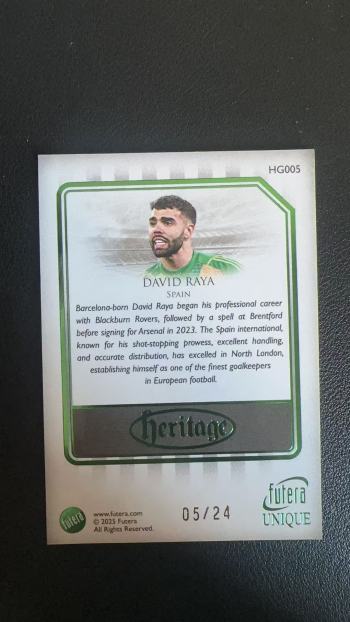 HG005
DAVID RAYA
SPAIN
Barcelona-born David Raya began his professional career
with Blackburn Rovers, followed by a spell at Brentford
before signing for Arsenal in 2023. The Spain international,
known for his shot-stopping prowess, excellent handling,
and accurate distribution, has excelled in North London,
establishing himself as one of the finest goalkeepers
in European football.
heritage
futera
www.futera.com
© 2025 Futera
All Rights Reserved.
05/24
futera
UNIQUE